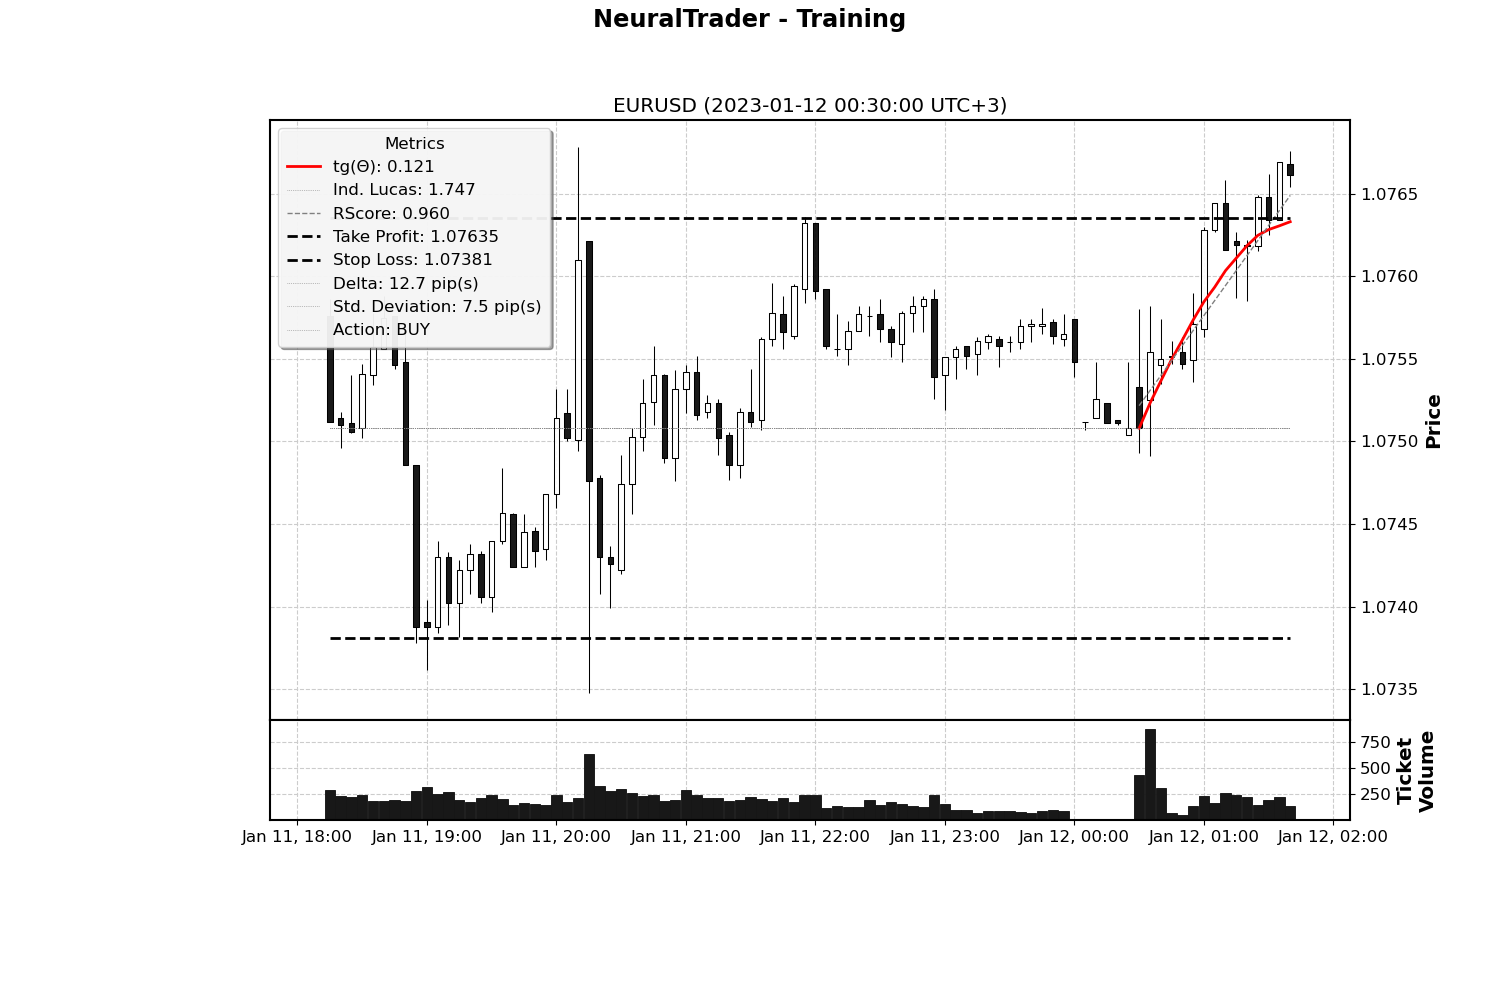 NeuralTrader - Training
EURUSD (2023-01-12 00:30:00 UTC+3)
Metrics
tg(Θ): 0.121
Ind. Lucas: 1.747
RScore: 0.960
Take Profit: 1.07635
Stop Loss: 1.07381
Delta: 12.7 pip(s)
Std. Deviation: 7.5 pip(s)
Action: BUY
1.0765
1.0760
1.0755
1.0750
1.0745
1.0740
1.0735
Price
750
500
250
Ticket
Volume
Jan 11, 18:00 Jan 11, 19:00 Jan 11, 20:00 Jan 11, 21:00 Jan 11, 22:00 Jan 11, 23:00 Jan 12, 00:00 Jan 12, 01:00 Jan 12, 02:00